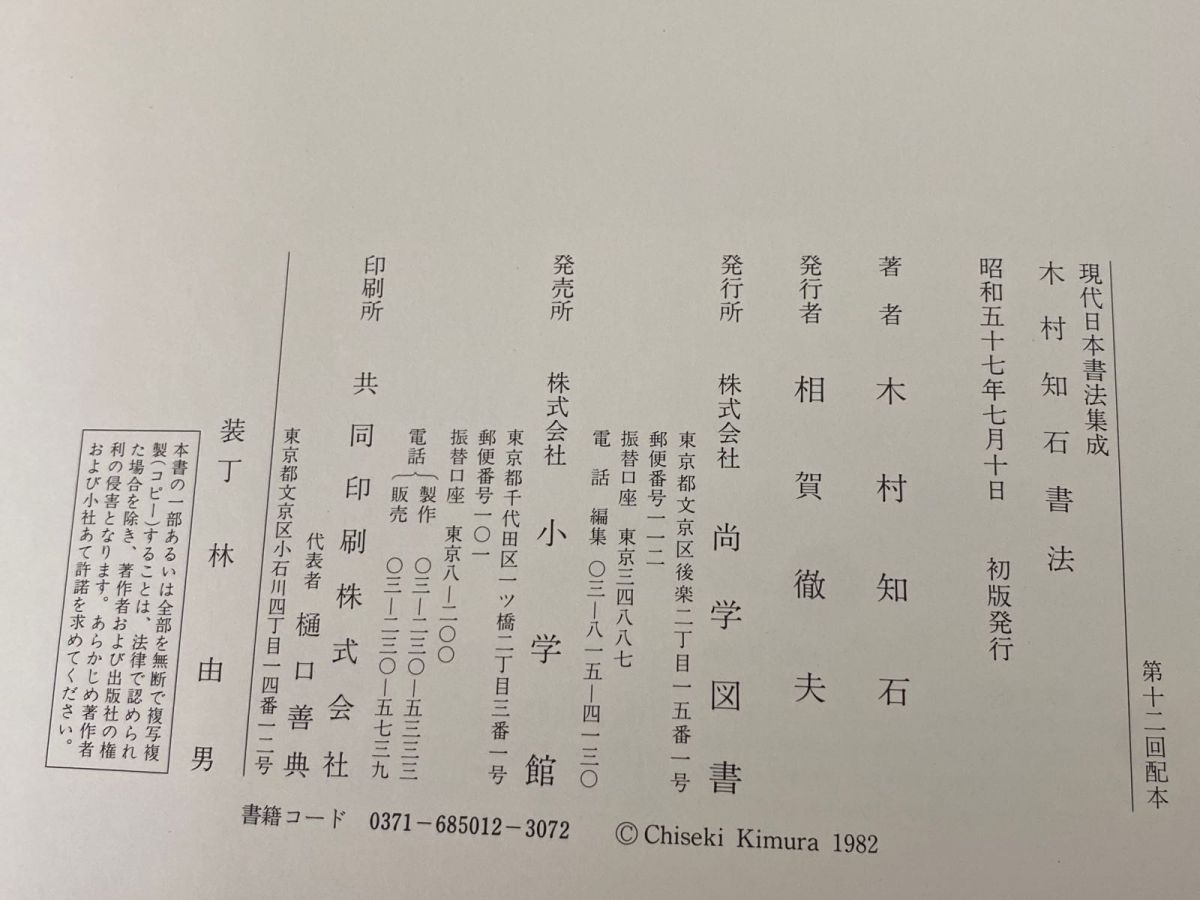 第十二回配本
現代日本書法集成
木村知石書法
昭和五十七年七月十日 初版発行
著者 木村知石
発行者 相賀徹夫
発行所 株式会社 尚学図書
東京都文京区後楽二丁目一五番一号
郵便番号一一二
振替口座 東京三四八八七
電話 編集 〇三―八一五―四一三〇
発売所 株式会社 小学館
東京都千代田区一ツ橋二丁目三番一号
郵便番号一〇一
振替口座 東京八―二〇〇
電話{製作 〇三―二三〇―五三三三
販売 〇三―二三〇―五七三九
印刷所 共同印刷株式会社
代表者 樋口善典
東京都文京区小石川四丁目一四番一二号
装丁 林由男
本書の一部あるいは全部を無断で複写複
製(コピー)することは、法律で認められ
た場合を除き、著作者および出版社の権
利の侵害となります。あらかじめ著作者
および小社あて許諾を求めてください。
書籍コード 0371-685012-3072 ©Chiseki Kimura 1982